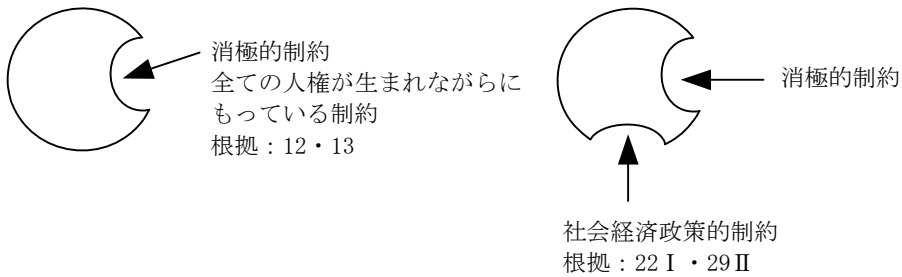 消極的制約
全ての人権が生まれながらに
もっている制約
根拠：12・13
消極的制約
社会経済政策的制約
根拠：22Ⅰ・29Ⅱ